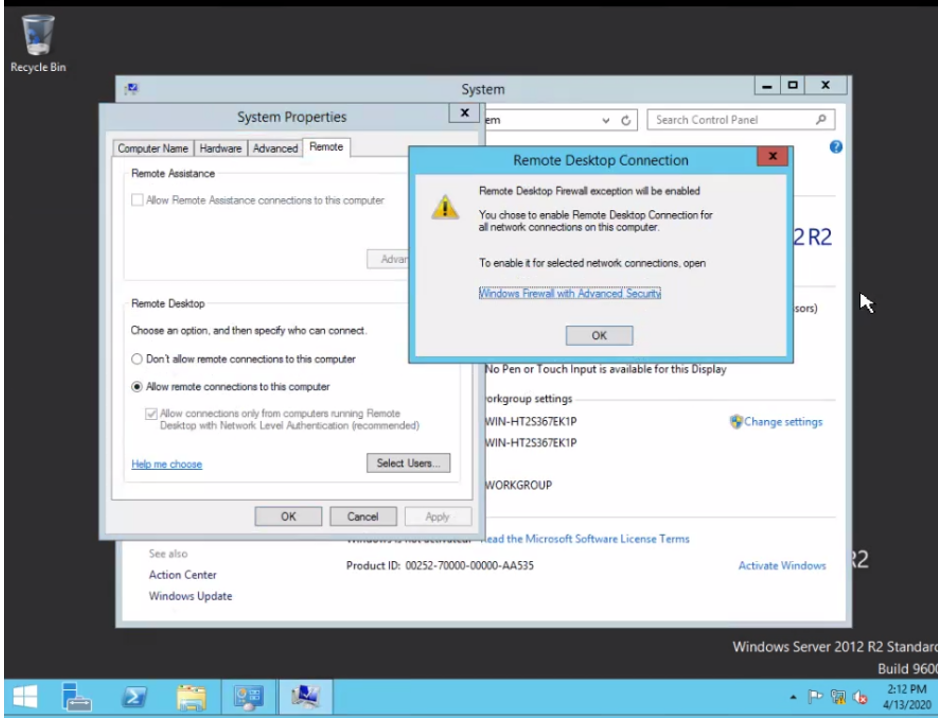 Recycle Bin
System
System Properties
em
Search Control Panel
Computer Name
Hardware
Advanced
Remote
Remote Assistance
Allow Remote Assistance connections to this computer
Advan
Remote Desktop
Choose an option, and then specify who can connect.
Don't allow remote connections to this computer
Allow remote connections to this computer
Allow connections only from computers running Remote
Desktop with Network Level Authentication (recommended)
Help me choose
Select Users...
OK
Cancel
Apply
Remote Desktop Connection
Remote Desktop Firewall exception will be enabled
You chose to enable Remote Desktop Connection for
all network connections on this computer.
To enable it for selected network connections, open
Windows Firewall with Advanced Security
OK
2 R2
sors)
No Pen or Touch Input is available for this Display
orkgroup settings
WIN-HT2S367EK1P
Change settings
WIN-HT2S367EK1P
WORKGROUP
Read the Microsoft Software License Terms
Product ID: 00252-70000-00000-AA535
Activate Windows
See also
Action Center
Windows Update
R2
Windows Server 2012 R2 Standard
Build 9600
2:12 PM
4/13/2020